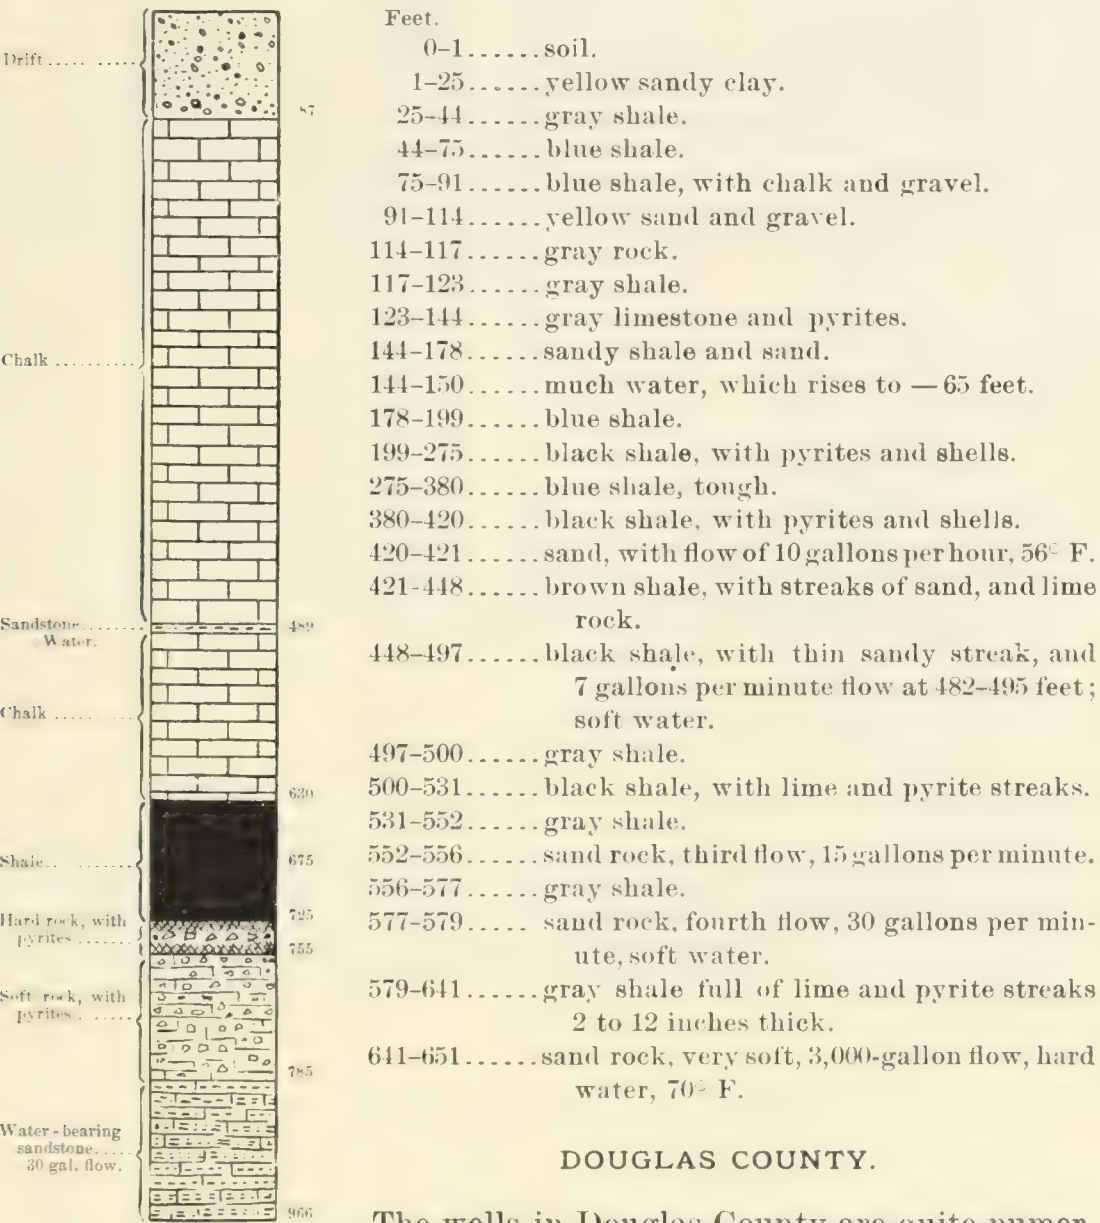 Drift
87
Chalk
Sandstone
Water.
489
Chalk
630
Shale
675
725
Hard rock, with
pyrites
755
Soft rock, with
pyrites
785
Water-bearing
sandstone
30 gal. flow.
966
Feet.
0–1......soil.
1–25......yellow sandy clay.
25–44......gray shale.
44–75......blue shale.
75–91......blue shale, with chalk and gravel.
91–114......yellow sand and gravel.
114–117......gray rock.
117–123......gray shale.
123–144......gray limestone and pyrites.
144–178......sandy shale and sand.
144–150......much water, which rises to —65 feet.
178–199......blue shale.
199–275......black shale, with pyrites and shells.
275–380......blue shale, tough.
380–420......black shale, with pyrites and shells.
420–421......sand, with flow of 10 gallons per hour, 56° F.
421-448......brown shale, with streaks of sand, and lime
rock.
448–497......black shale, with thin sandy streak, and
7 gallons per minute flow at 482–495 feet;
soft water.
497–500......gray shale.
500–531......black shale, with lime and pyrite streaks.
531–552......gray shale.
552–556......sand rock, third flow, 15 gallons per minute.
556–577......gray shale.
577–579..... sand rock, fourth flow, 30 gallons per min-
ute, soft water.
579–641......gray shale full of lime and pyrite streaks
2 to 12 inches thick.
641–651......sand rock, very soft, 3,000-gallon flow, hard
water, 70° F.
DOUGLAS COUNTY.
The wells in Douglas County are quite numer-